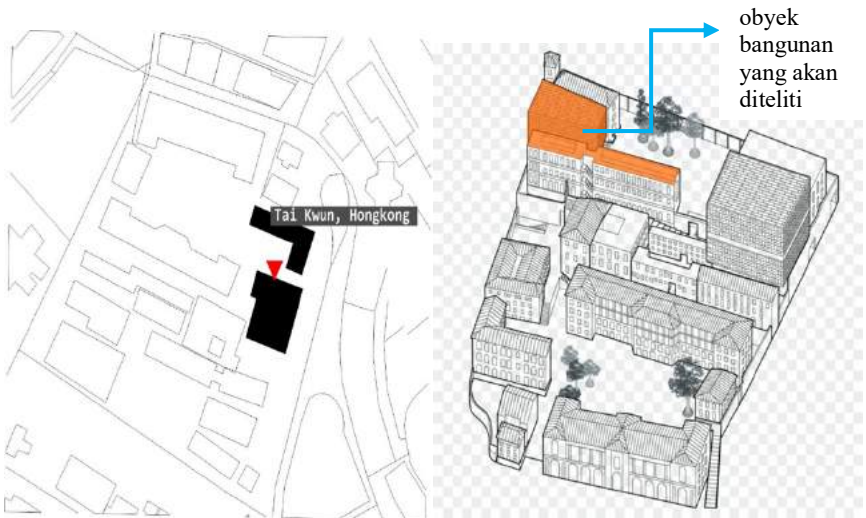 obyek
bangunan
yang akan
diteliti
Tai Kwun, Hongkong